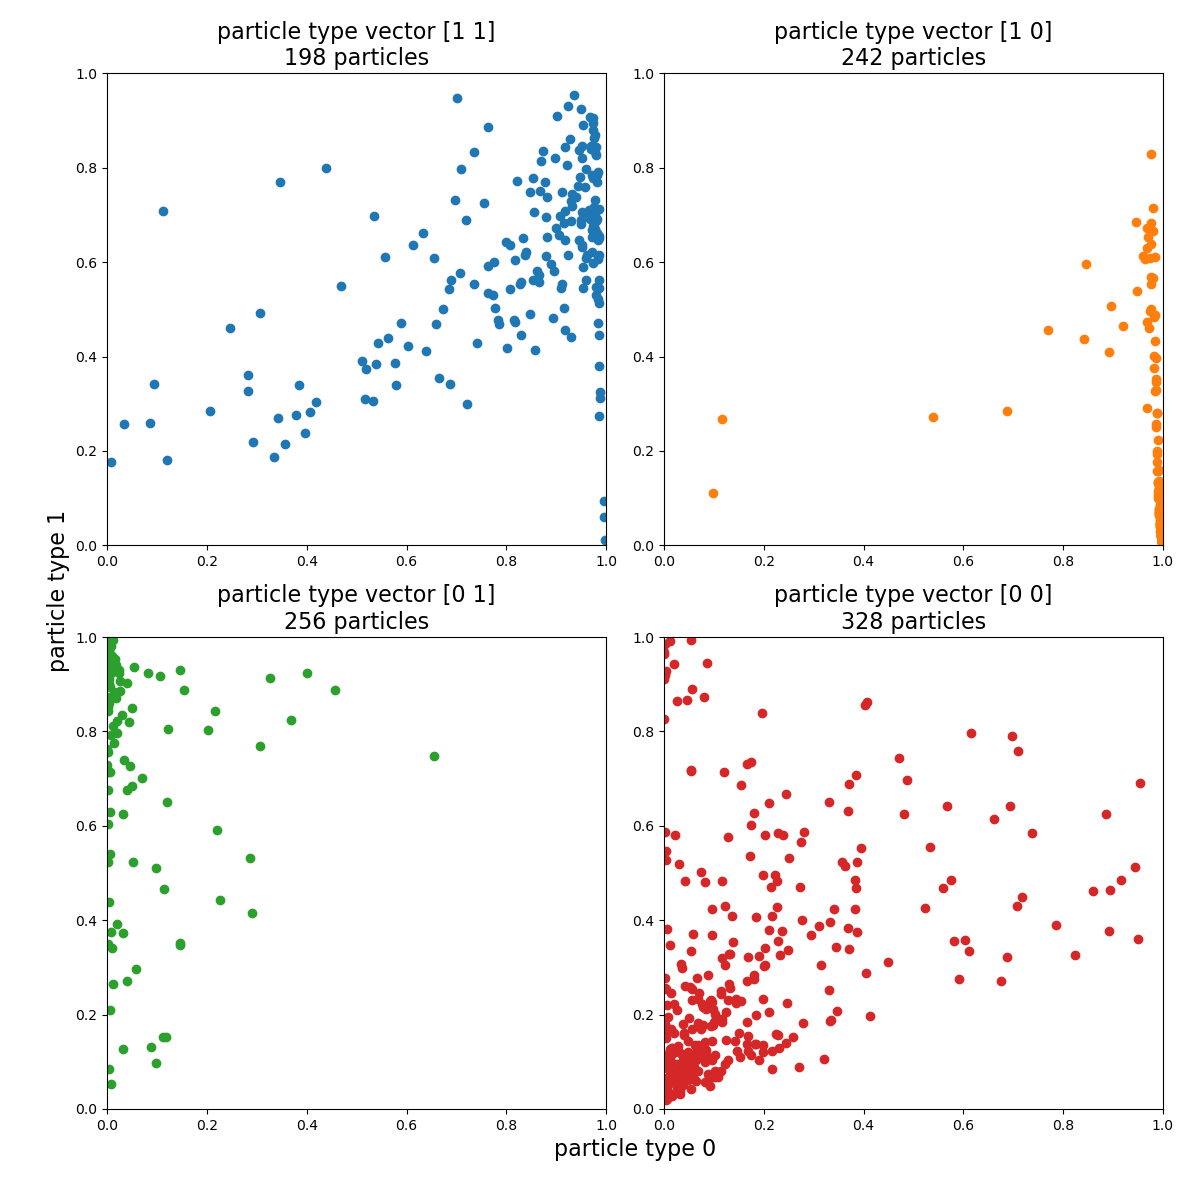 particle type vector [1 1]
198 particles
particle type vector [1 0]
242 particles
1.0
0.8
0.6
0.4
0.2
0.0
0.0 0.2 0.4 0.6 0.8 1.0
1.0
0.8
0.6
0.4
0.2
0.0
0.0 0.2 0.4 0.6 0.8 1.0
particle type 1
particle type vector [0 1]
256 particles
particle type vector [0 0]
328 particles
1.0
0.8
0.6
0.4
0.2
0.0
0.0 0.2 0.4 0.6 0.8 1.0
1.0
0.8
0.6
0.4
0.2
0.0
0.0 0.2 0.4 0.6 0.8 1.0
particle type 0